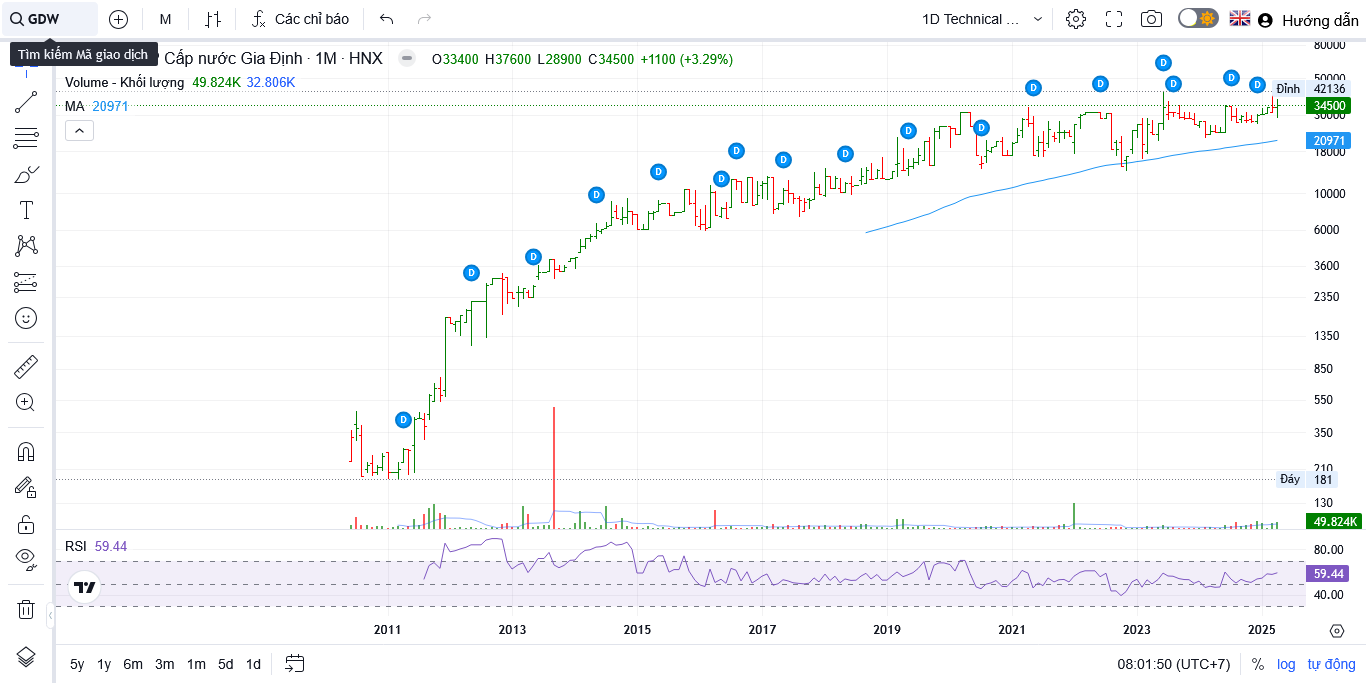 GDW
M
Các chỉ báo
1D Technical ...
Hướng dẫn
Tìm kiếm Mã giao dịch
Cấp nước Gia Định · 1M · HNX
O33400 H37600 L28900 C34500 +1100 (+3.29%)
Volume - Khối lượng 49.824K 32.806K
MA 20971
D D D D D D D D D D D D D D D D D D
80000
50000
Đỉnh 42136
34500
30000
20971
18000
10000
6000
3600
2350
1350
850
550
350
210
Đáy 181
130
49.824K
RSI 59.44
80.00
59.44
40.00
2011 2013 2015 2017 2019 2021 2023 2025
5y 1y 6m 3m 1m 5d 1d
08:01:50 (UTC+7) % log tự động